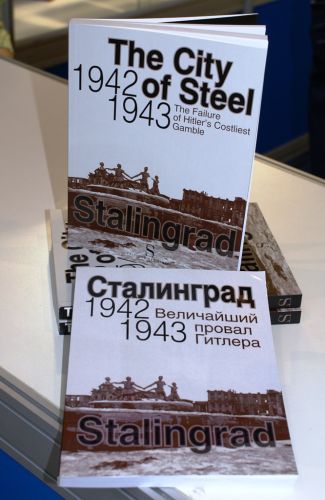 The City
1942 of Steel
1943 The Failure
of Hitler's Costliest
Gamble
Stalingrad
S
Сталинград
1942 Величайший
1943 провал
Гитлера
Stalingrad